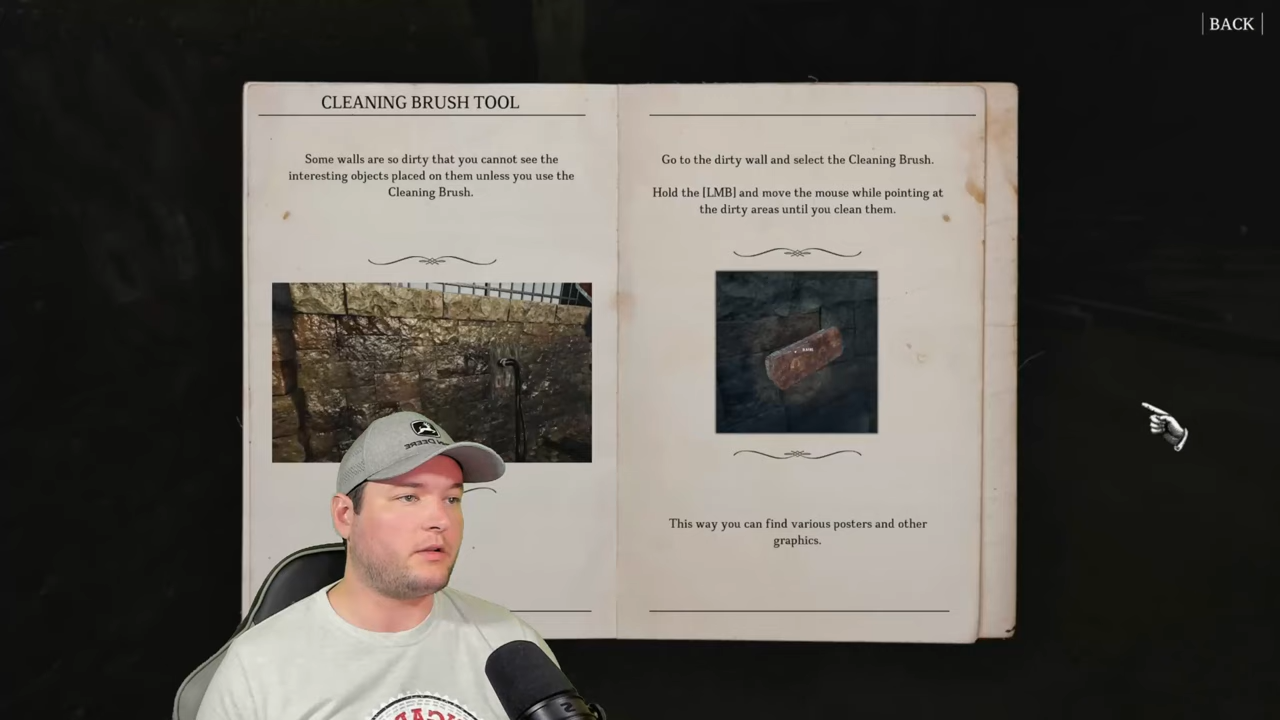 BACK
CLEANING BRUSH TOOL
Some walls are so dirty that you cannot see the
interesting objects placed on them unless you use the
Cleaning Brush.
Go to the dirty wall and select the Cleaning Brush.
Hold the [LMB] and move the mouse while pointing at
the dirty areas until you clean them.
This way you can find various posters and other
graphics.